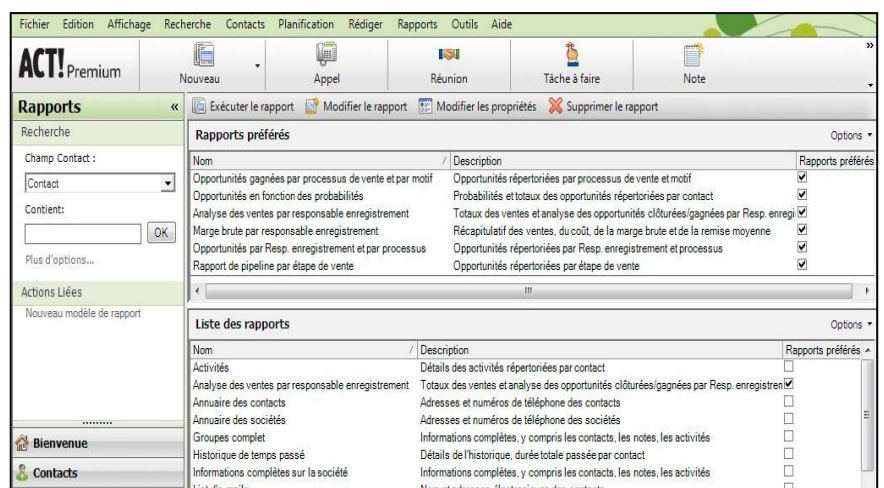 Fichier Edition Affichage Recherche Contacts Planification Rédiger Rapports Outils Aide
ACT! Premium
Nouveau Appel Réunion Tâche à faire Note »
Rapports «
Exécuter le rapport Modifier le rapport Modifier les propriétés Supprimer le rapport
Recherche
Champ Contact :
Contact
Contient:
OK
Plus d'options...
Actions Liées
Nouveau modèle de rapport
Bienvenue
Contacts
Rapports préférés Options
Nom / Description Rapports préférés
Opportunités gagnées par processus de vente et par motif Opportunités répertoriées par processus de vente et motif
Opportunités en fonction des probabilités Probabilités et totaux des opportunités répertoriées par contact
Analyse des ventes par responsable enregistrement Totaux des ventes et analyse des opportunités clôturées/gagnées par Resp. enregi
Marge brute par responsable enregistrement Récapitulatif des ventes, du coût, de la marge brute et de la remise moyenne
Opportunités par Resp. enregistrement et par processus Opportunités répertoriées par Resp. enregistrement et processus
Rapport de pipeline par étape de vente Opportunités répertoriées par étape de vente
Liste des rapports Options
Nom / Description Rapports préférés
Activités Détails des activités répertoriées par contact
Analyse des ventes par responsable enregistrement Totaux des ventes et analyse des opportunités clôturées/gagnées par Resp. enregistren
Annuaire des contacts Adresses et numéros de téléphone des contacts
Annuaire des sociétés Adresses et numéros de téléphone des sociétés
Groupes complet Informations complètes, y compris les contacts, les notes, les activités
Historique de temps passé Détails de l'historique, durée totale passée par contact
Informations complètes sur la société Informations complètes, y compris les contacts, les notes, les activités